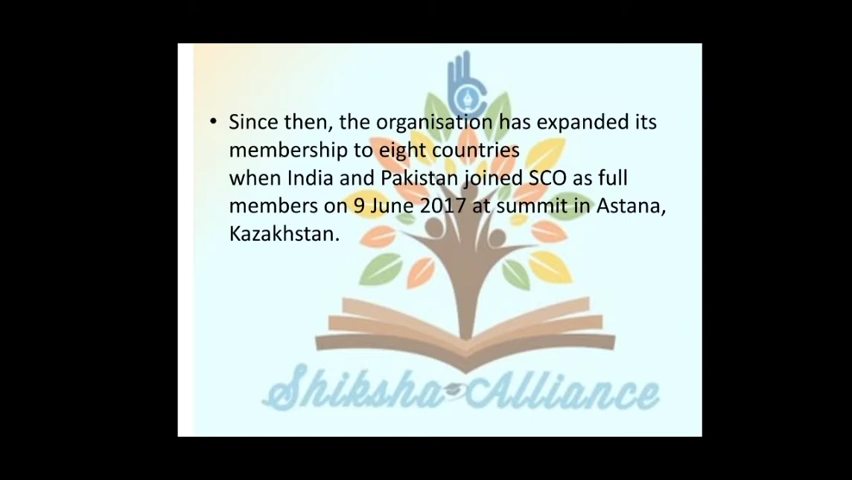 • Since then, the organisation has expanded its
membership to eight countries
when India and Pakistan joined SCO as full
members on 9 June 2017 at summit in Astana,
Kazakhstan.
Shiksha Alliance